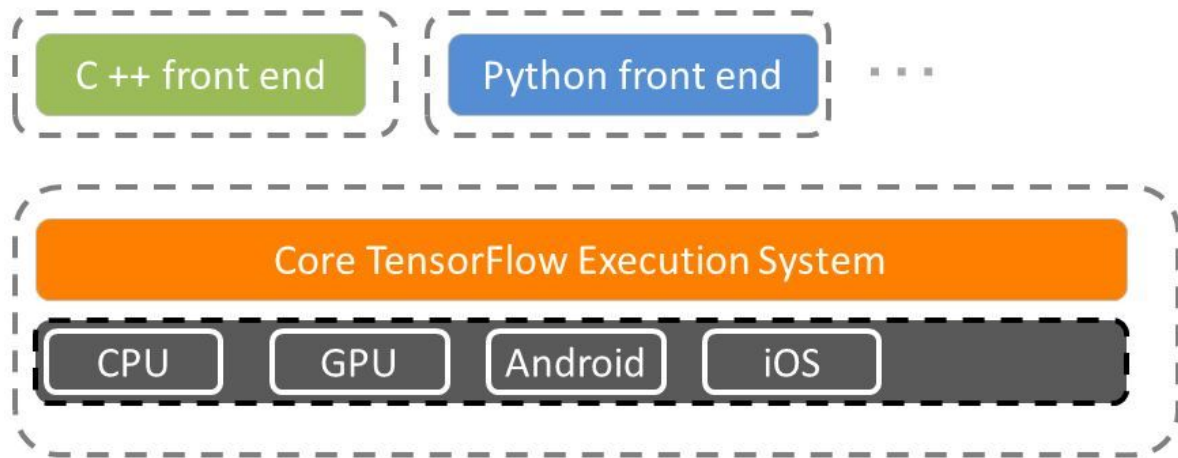 C ++ front end
Python front end
...
Core TensorFlow Execution System
CPU
GPU
Android
iOS